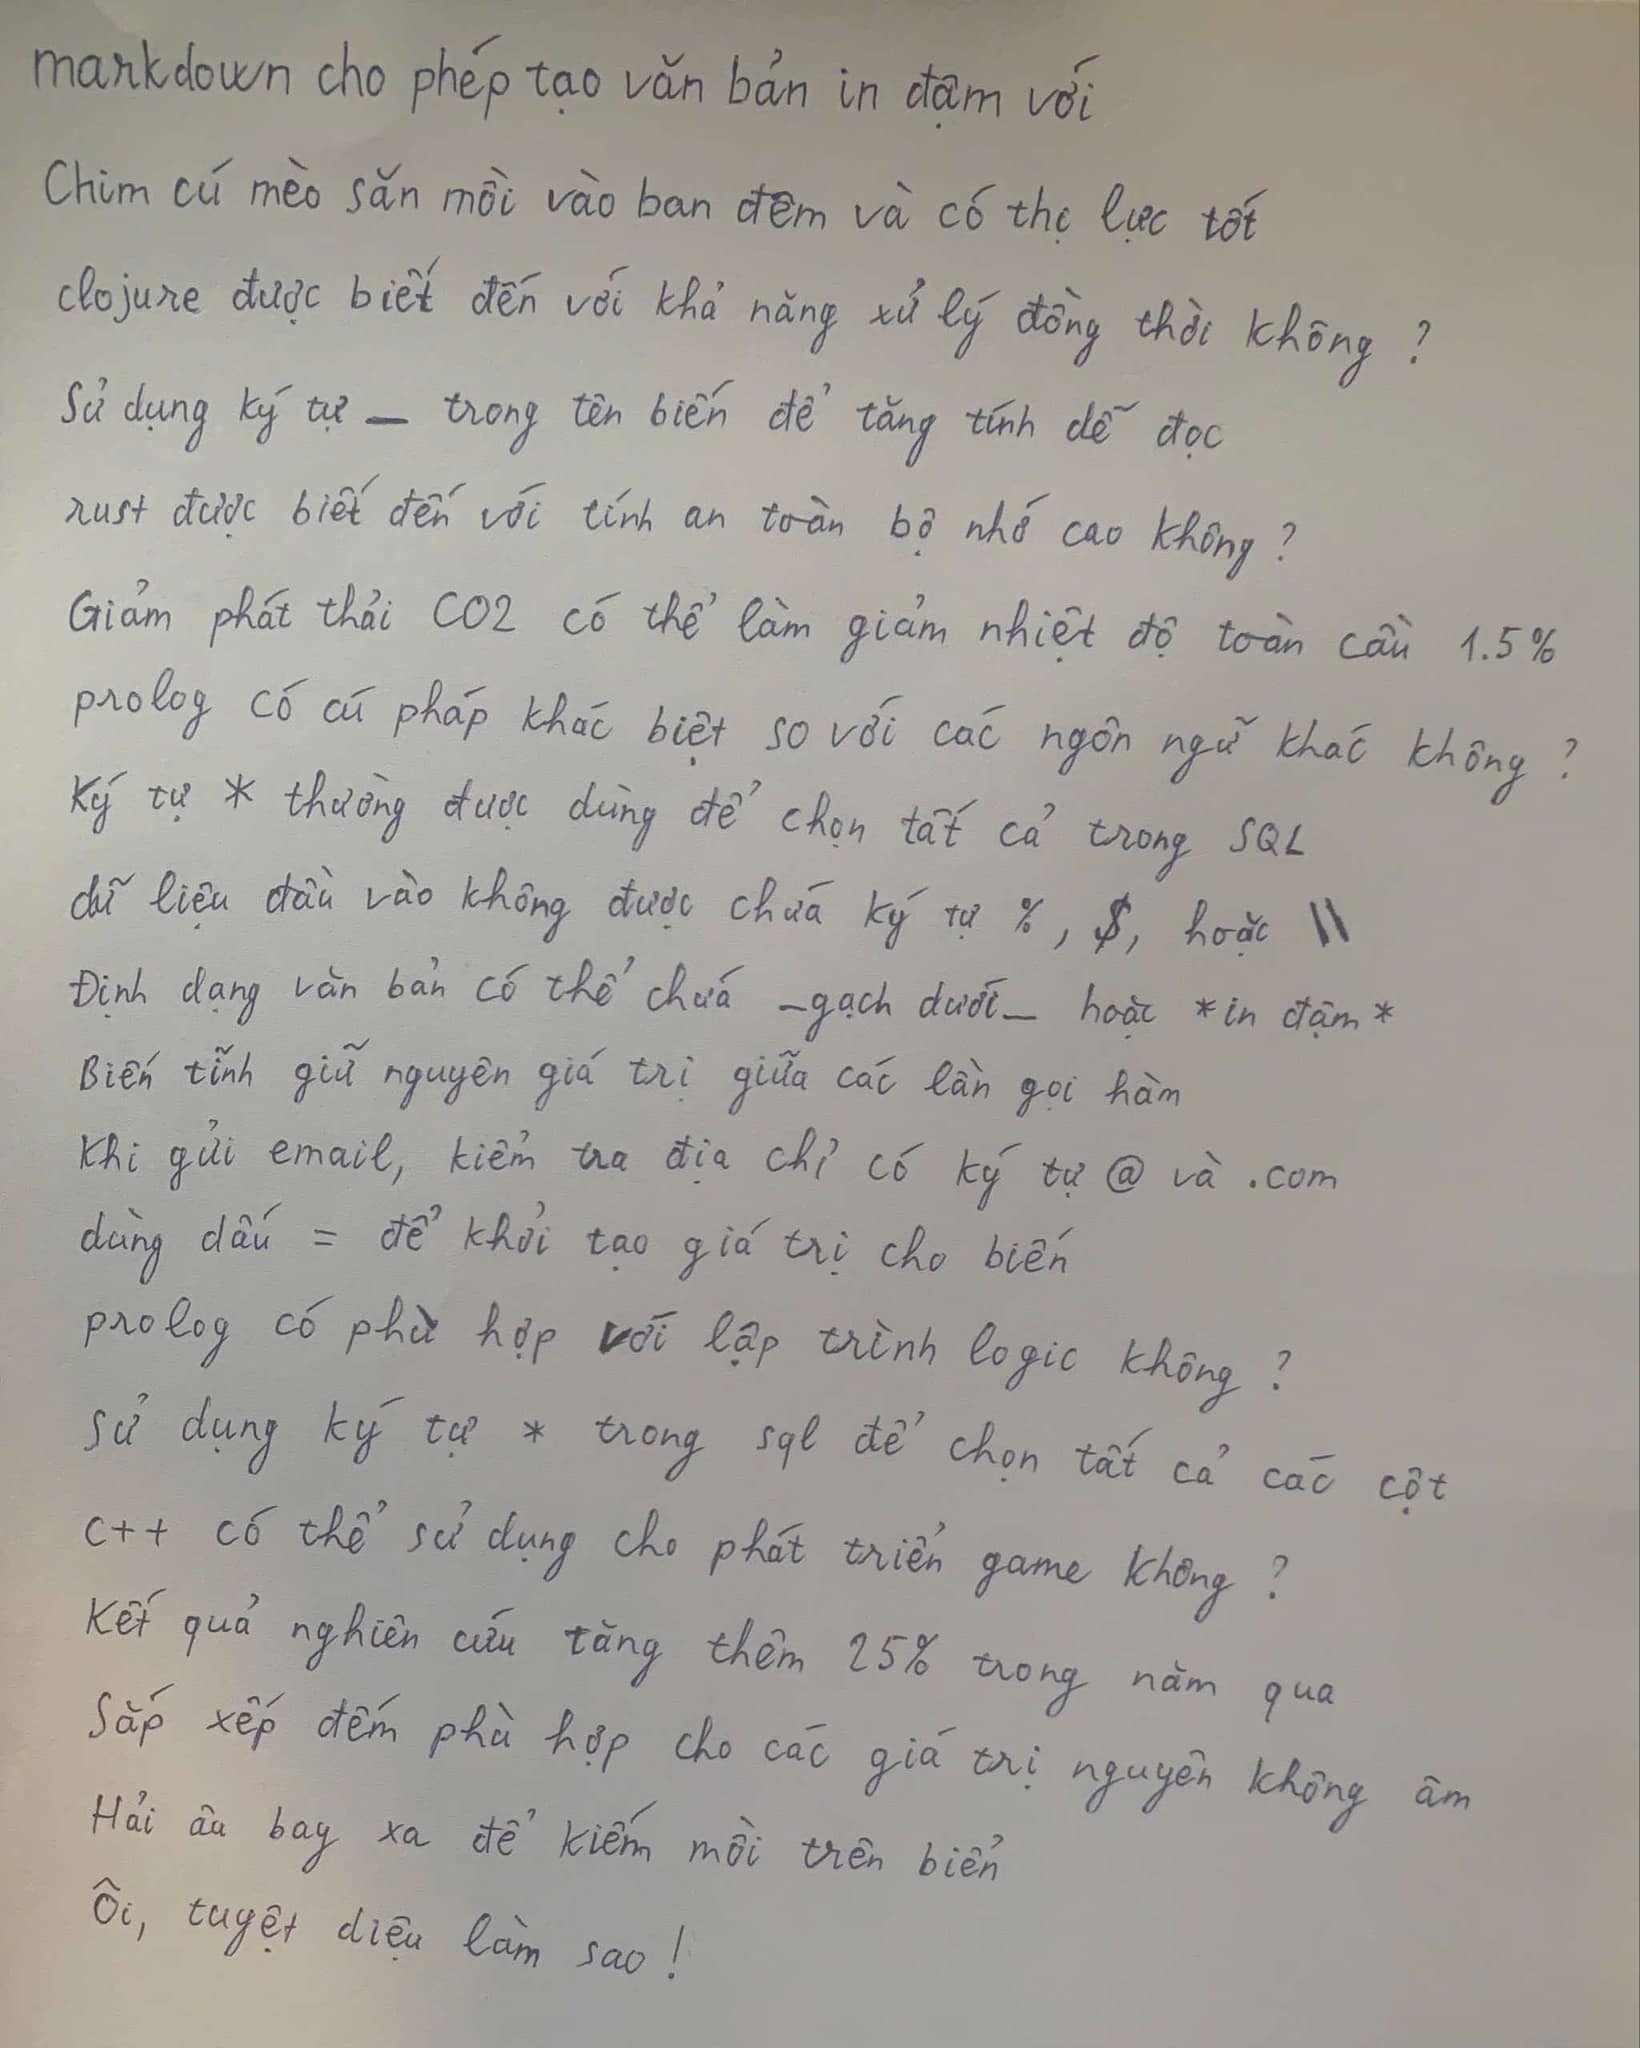 markdown cho phép tạo văn bản in đậm với
Chim cú mèo săn mồi vào ban đêm và có thị lực tốt
clojure được biết đến với khả năng xử lý đồng thời không ?
Sử dụng ký tự _ trong tên biến để tăng tính dễ đọc
rust được biết đến với tính an toàn bộ nhớ cao không ?
Giảm phát thải CO2 có thể làm giảm nhiệt độ toàn cầu 1.5%
prolog có cú pháp khác biệt so với các ngôn ngữ khác không ?
Ký tự * thường được dùng để chọn tất cả trong SQL
dữ liệu đầu vào không được chứa ký tự %, $, hoặc \\
Định dạng văn bản có thể chứa _gạch dưới_ hoặc *in đậm*
Biến tĩnh giữ nguyên giá trị giữa các lần gọi hàm
Khi gửi email, kiểm tra địa chỉ có ký tự @ và .com
dùng dấu = để khởi tạo giá trị cho biến
prolog có phù hợp với lập trình logic không ?
Sử dụng ký tự * trong sql để chọn tất cả các cột
c++ có thể sử dụng cho phát triển game không ?
Kết quả nghiên cứu tăng thêm 25% trong năm qua
Sắp xếp đếm phù hợp cho các giá trị nguyên không âm
Hải âu bay xa để kiếm mồi trên biển
Ôi, tuyệt diệu làm sao !